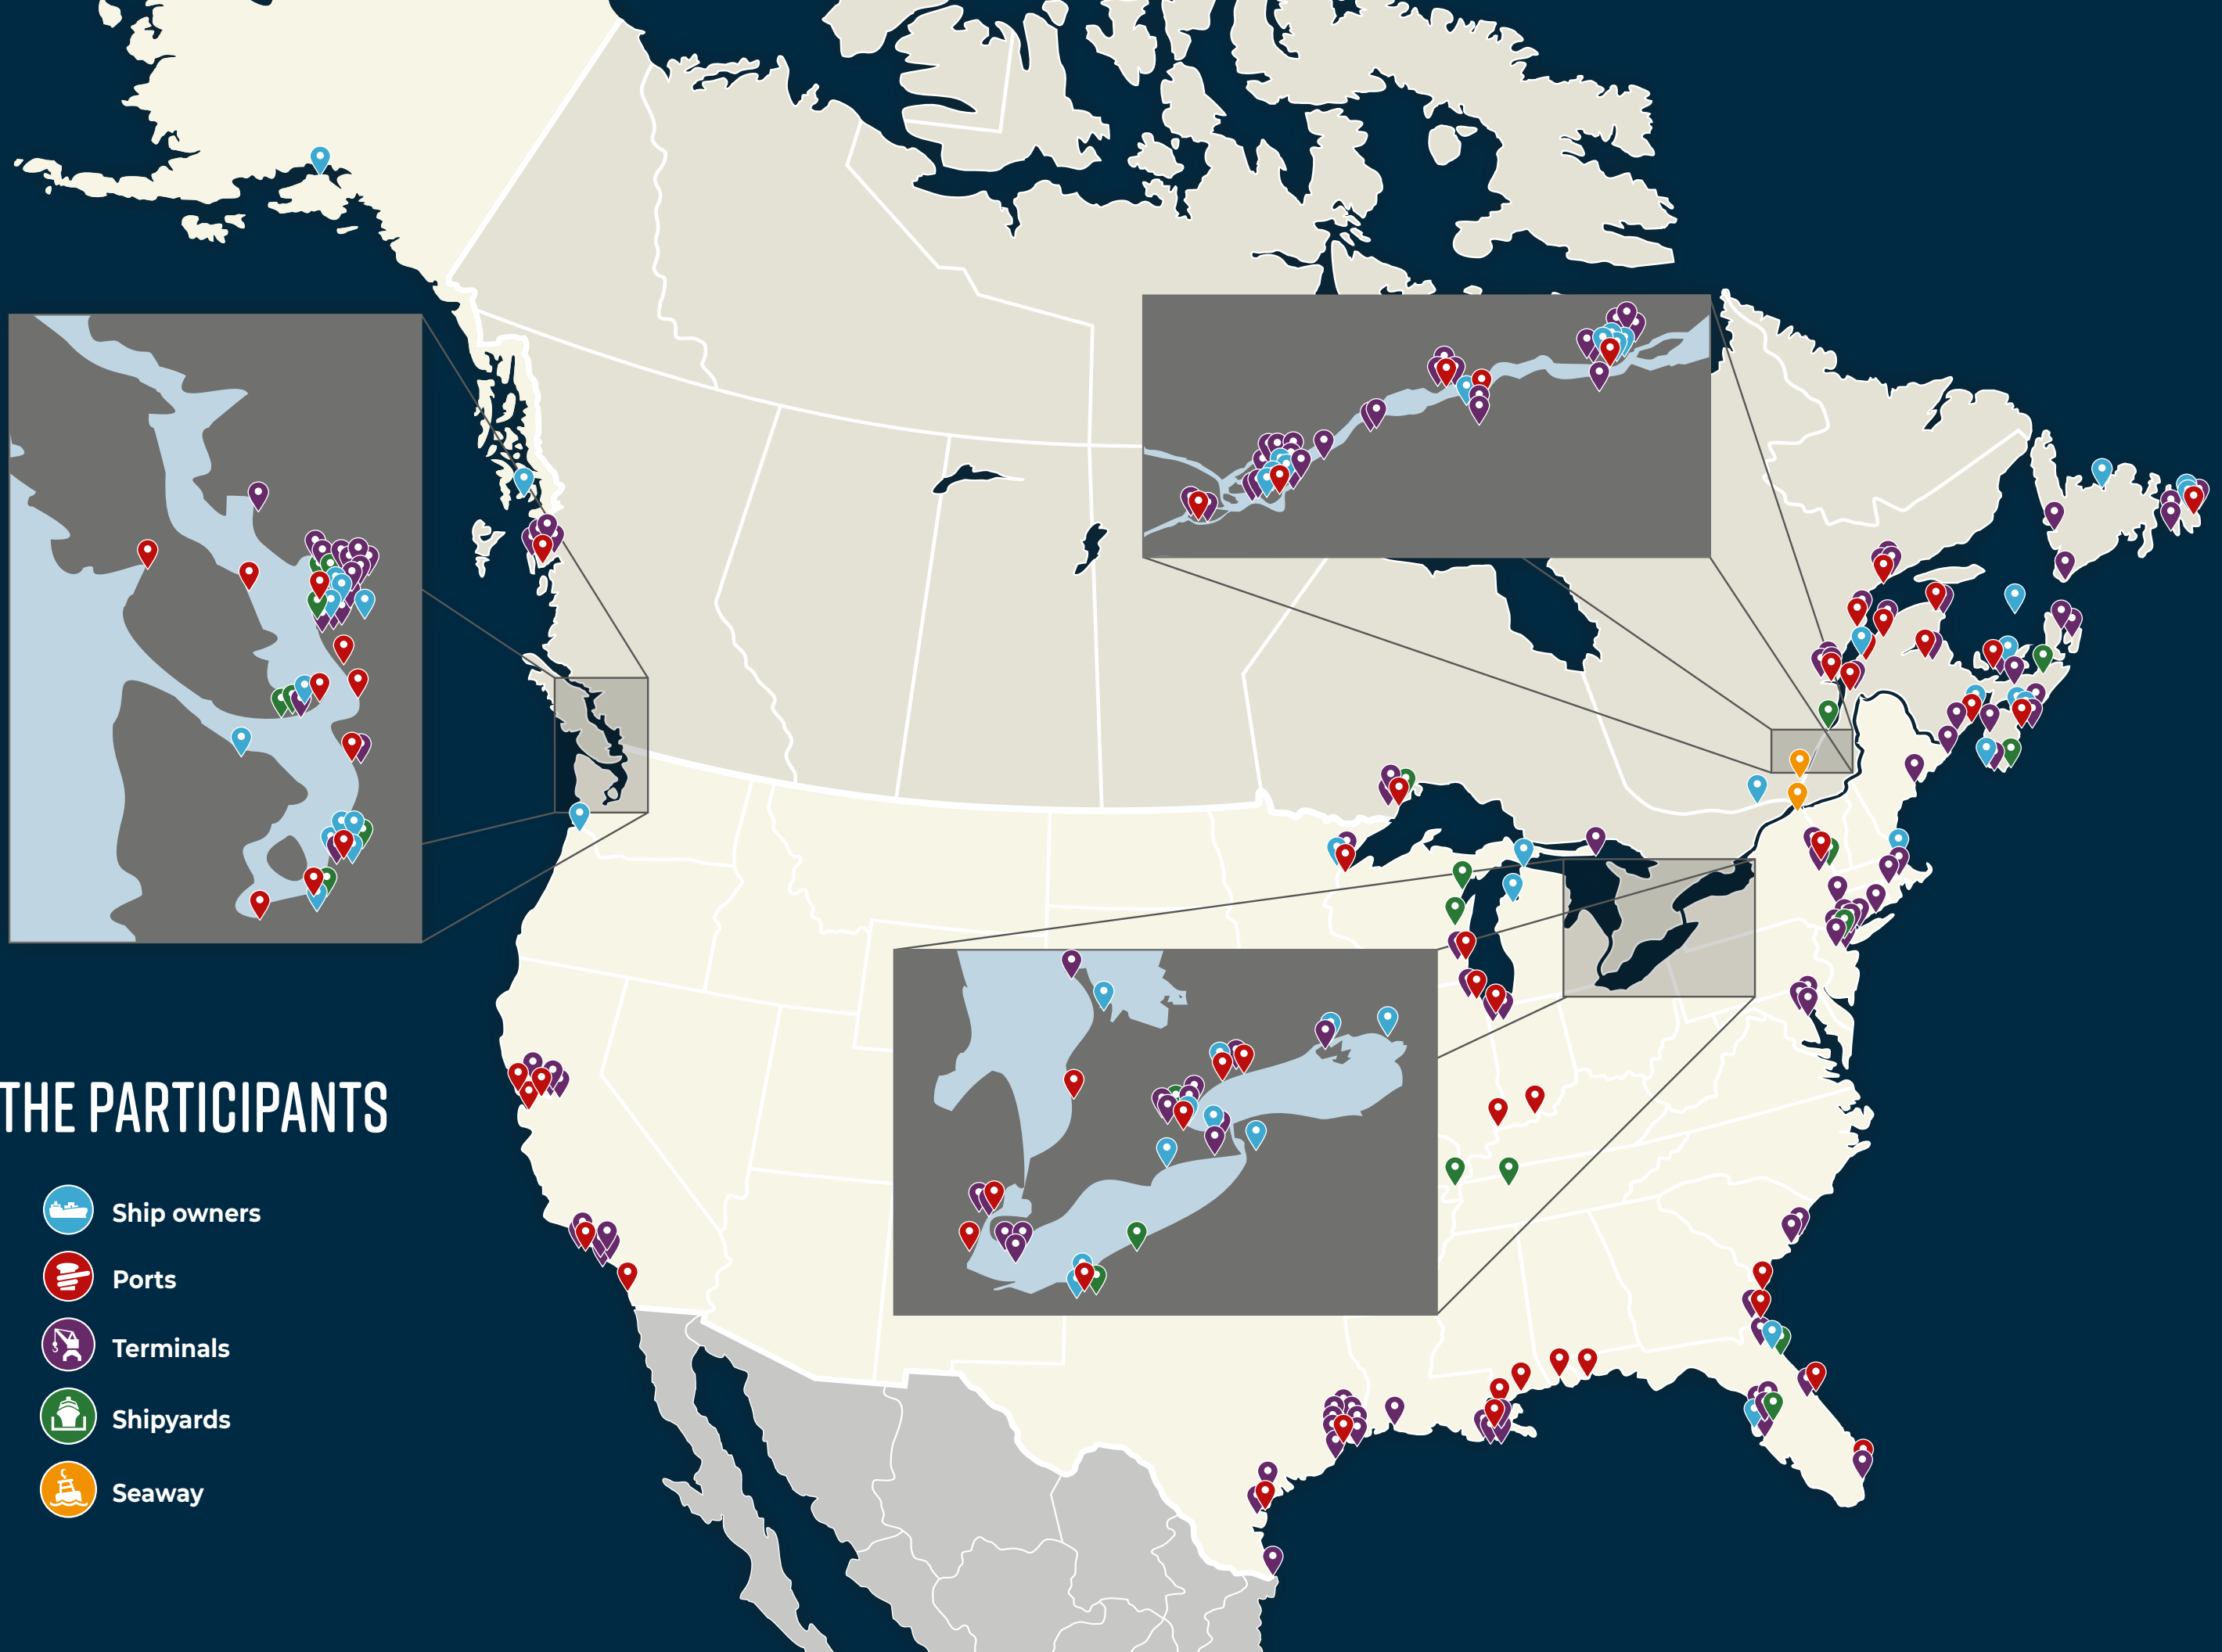 THE PARTICIPANTS
Ship owners
Ports
Terminals
Shipyards
Seaway